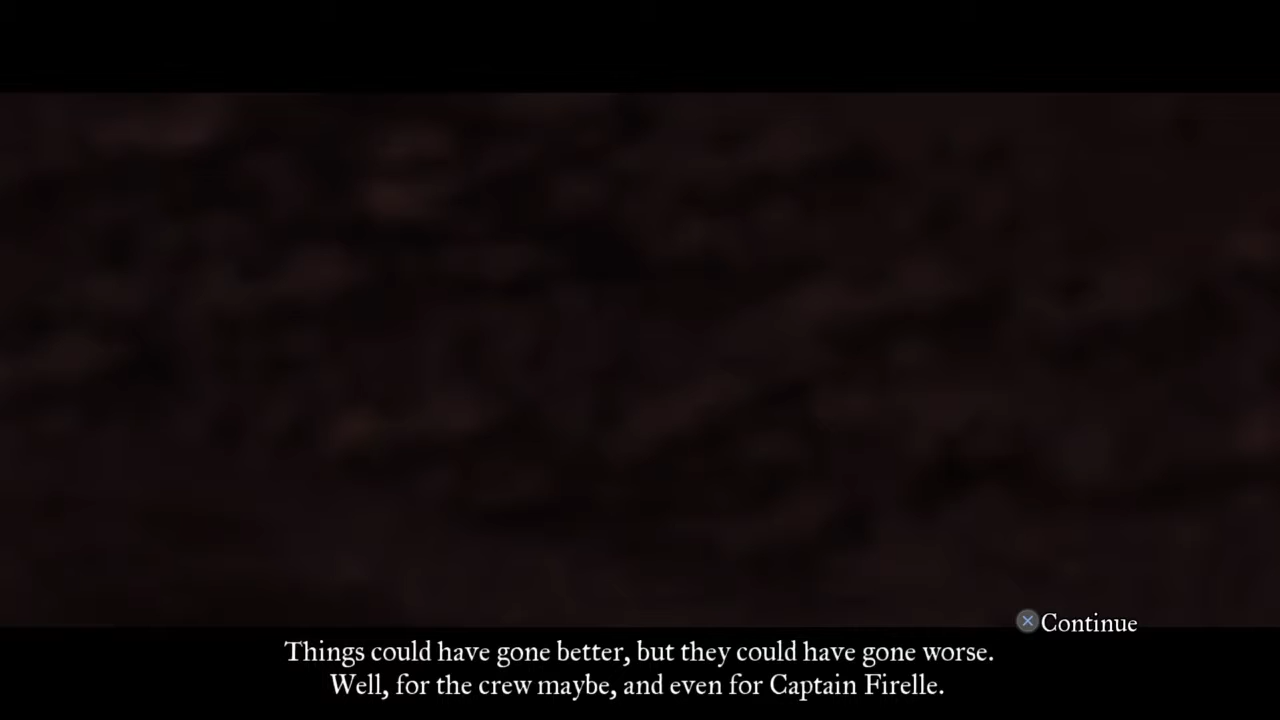 Continue
Things could have gone better, but they could have gone worse.
Well, for the crew maybe, and even for Captain Firelle.